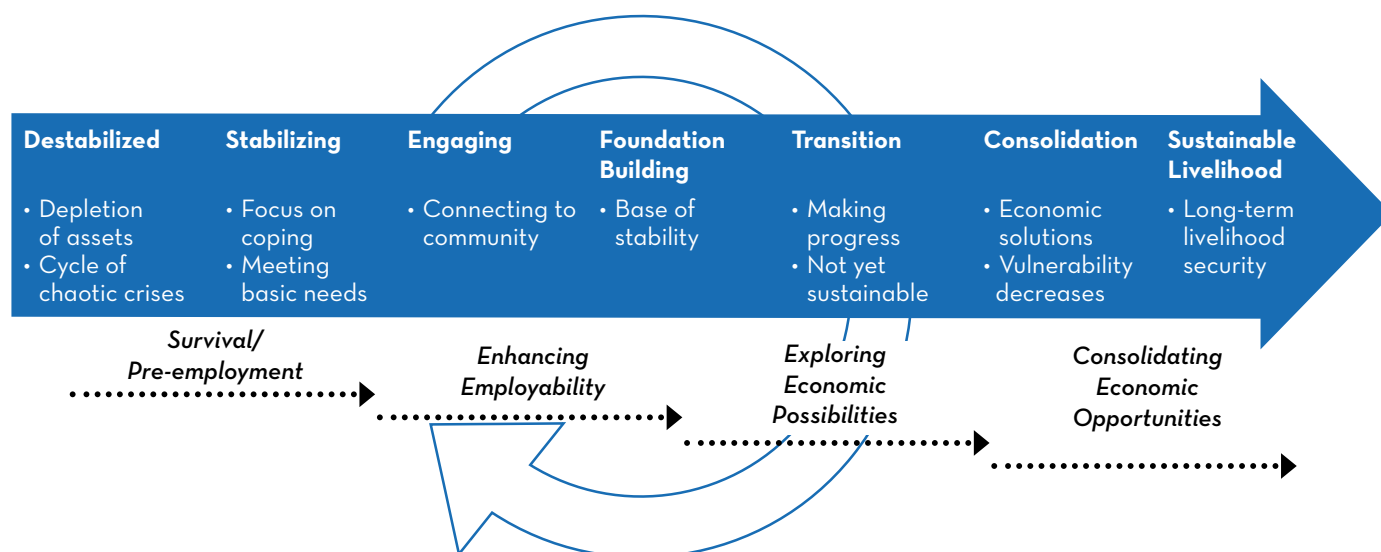 Destabilized
• Depletion
of assets
• Cycle of
chaotic crises
Stabilizing
• Focus on
coping
• Meeting
basic needs
Engaging
• Connecting to
community
Foundation
Building
• Base of
stability
Transition
• Making
progress
• Not yet
sustainable
Consolidation
• Economic
solutions
• Vulnerability
decreases
Sustainable
Livelihood
• Long-term
livelihood
security
Survival/
Pre-employment
Enhancing
Employability
Exploring
Economic
Possibilities
Consolidating
Economic
Opportunities